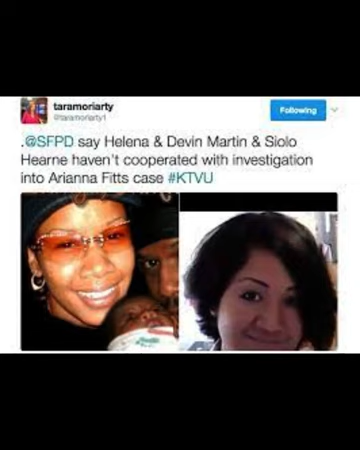 taramoriarty
@taramoriarty1
Following
.@SFPD say Helena & Devin Martin & Siolo
Hearne haven't cooperated with investigation
into Arianna Fitts case #KTVU